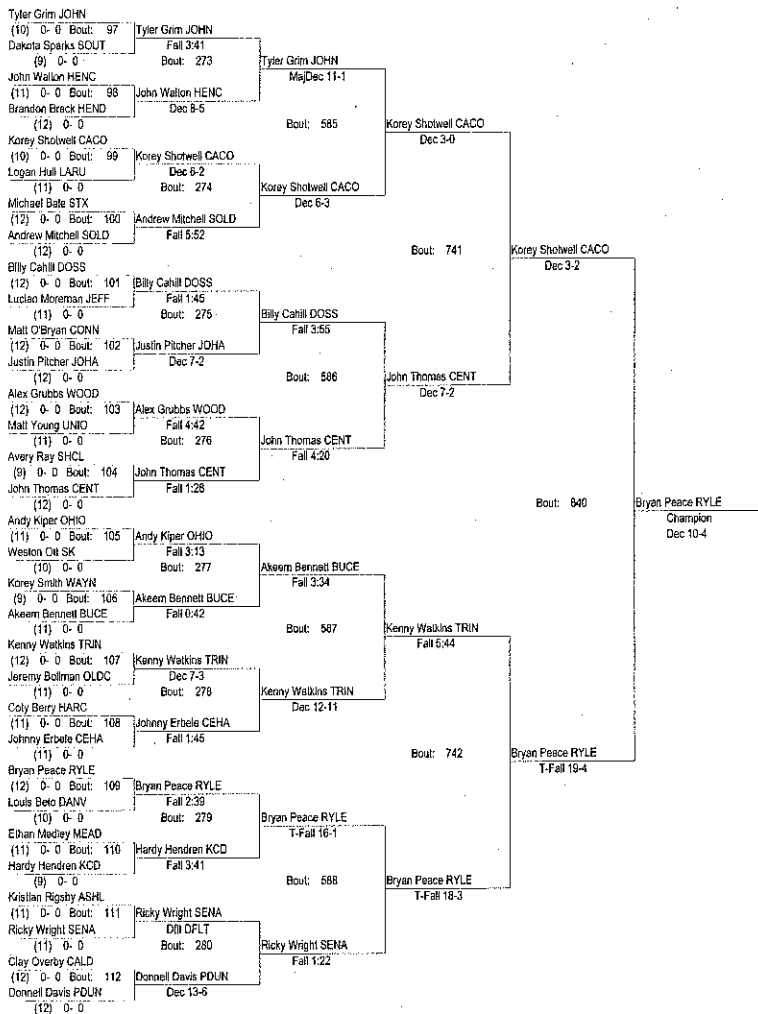 Tyler Grim JOHN
(10) 0- 0 Bout: 97 Tyler Grim JOHN
Dakota Sparks SOUT Fall 3:41
(9) 0- 0 Bout: 273 Tyler Grim JOHN
John Walton HENC MajDec 11-1
(11) 0- 0 Bout: 98 John Walton HENC
Brandon Breck HEND Dec 8-5
(12) 0- 0 Bout: 585 Korey Shotwell CACO
Korey Shotwell CACO Dec 3-0
(10) 0- 0 Bout: 99 Korey Shotwell CACO
Logan Hull LARU Dec 6-2
(11) 0- 0 Bout: 274 Korey Shotwell CACO
Michael Bate STX Dec 6-3
(12) 0- 0 Bout: 100 Andrew Mitchell SOLD
Andrew Mitchell SOLD Fall 5:52
(12) 0- 0 Bout: 741 Korey Shotwell CACO
Billy Cahill DOSS Dec 3-2
(12) 0- 0 Bout: 101 Billy Cahill DOSS
Lucian Moreman JEFF Fall 1:45
(11) 0- 0 Bout: 275 Billy Cahill DOSS
Matt O'Bryan CONN Fall 3:55
(12) 0- 0 Bout: 102 Justin Pitcher JOHA
Justin Pitcher JOHA Dec 7-2
(12) 0- 0 Bout: 586 John Thomas CENT
Alex Grubbs WOOD Dec 7-2
(12) 0- 0 Bout: 103 Alex Grubbs WOOD
Matt Young UNIO Fall 4:42
(11) 0- 0 Bout: 276 John Thomas CENT
Avery Ray SHCL Fall 4:20
(9) 0- 0 Bout: 104 John Thomas CENT
John Thomas CENT Fall 1:28
(12) 0- 0 Bout: 840 Bryan Peace RYLE
Andy Kiper OHIO Champion
(11) 0- 0 Bout: 105 Andy Kiper OHIO Dec 10-4
Weston Ott SK Fall 3:13
(10) 0- 0 Bout: 277 Akeem Bennett BUCE
Korey Smith WAYN Fall 3:34
(9) 0- 0 Bout: 106 Akeem Bennett BUCE
Akeem Bennett BUCE Fall 0:42
(11) 0- 0 Bout: 587 Kenny Watkins TRIN
Kenny Watkins TRIN Fall 5:44
(12) 0- 0 Bout: 107 Kenny Watkins TRIN
Jeremy Bollman OLDC Dec 7-3
(11) 0- 0 Bout: 278 Kenny Watkins TRIN
Coty Berry HARC Dec 12-11
(11) 0- 0 Bout: 108 Johnny Erbele CEHA
Johnny Erbele CEHA Fall 1:45
(11) 0- 0 Bout: 742 Bryan Peace RYLE
Bryan Peace RYLE T-Fall 19-4
(12) 0- 0 Bout: 109 Bryan Peace RYLE
Louis Belo DANV Fall 2:39
(10) 0- 0 Bout: 279 Bryan Peace RYLE
Ethan Medley MEAD T-Fall 16-1
(11) 0- 0 Bout: 110 Hardy Hendren KCD
Hardy Hendren KCD Fall 3:41
(9) 0- 0 Bout: 588 Bryan Peace RYLE
Kristian Rigsby ASHL T-Fall 18-3
(11) 0- 0 Bout: 111 Ricky Wright SENA
Ricky Wright SENA Dflt DFLT
(11) 0- 0 Bout: 280 Ricky Wright SENA
Clay Overby CALD Fall 1:22
(12) 0- 0 Bout: 112 Donnell Davis PDUN
Donnell Davis PDUN Dec 13-6
(12) 0- 0